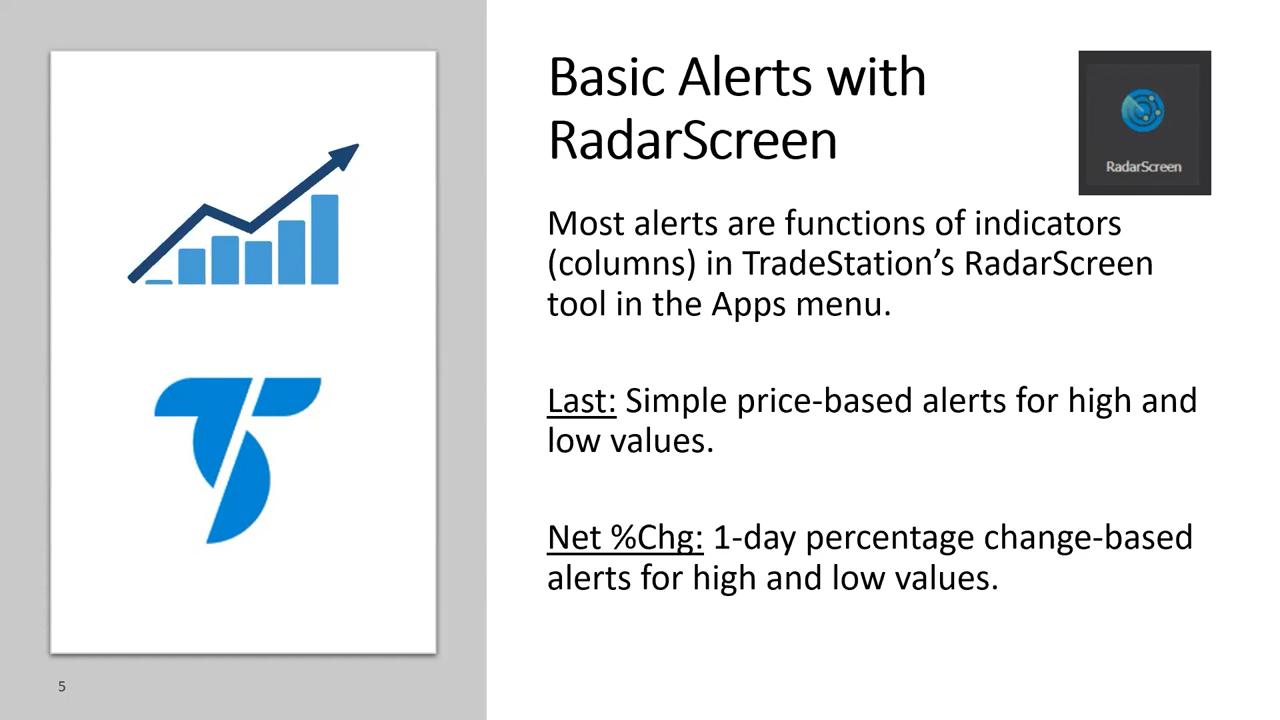 Basic Alerts with
RadarScreen
RadarScreen
Most alerts are functions of indicators
(columns) in TradeStation’s RadarScreen
tool in the Apps menu.
Last: Simple price-based alerts for high and
low values.
Net %Chg: 1-day percentage change-based
alerts for high and low values.
5